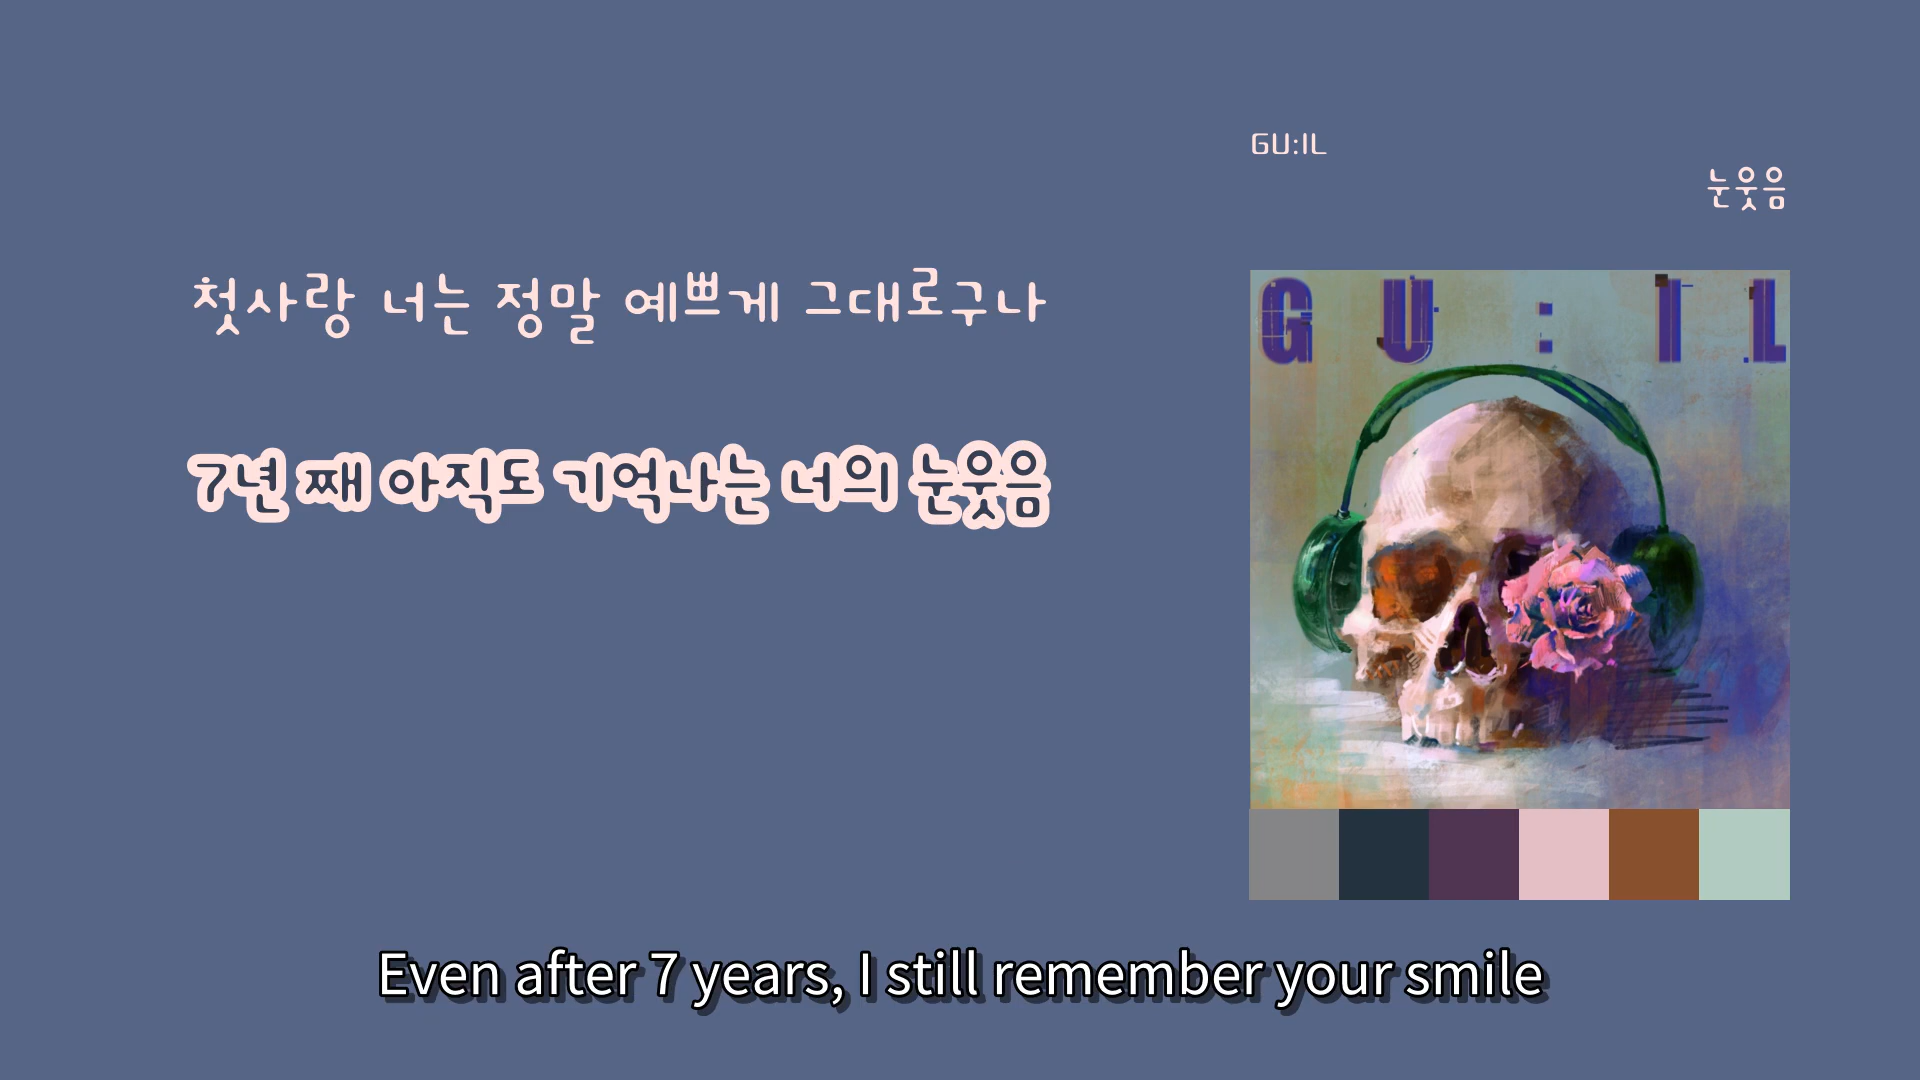 GU:IL
눈웃음
첫사랑 너는 정말 예쁘게 그대로구나
7년 째 아직도 기억나는 너의 눈웃음
GU:IL
Even after 7 years, I still remember your smile